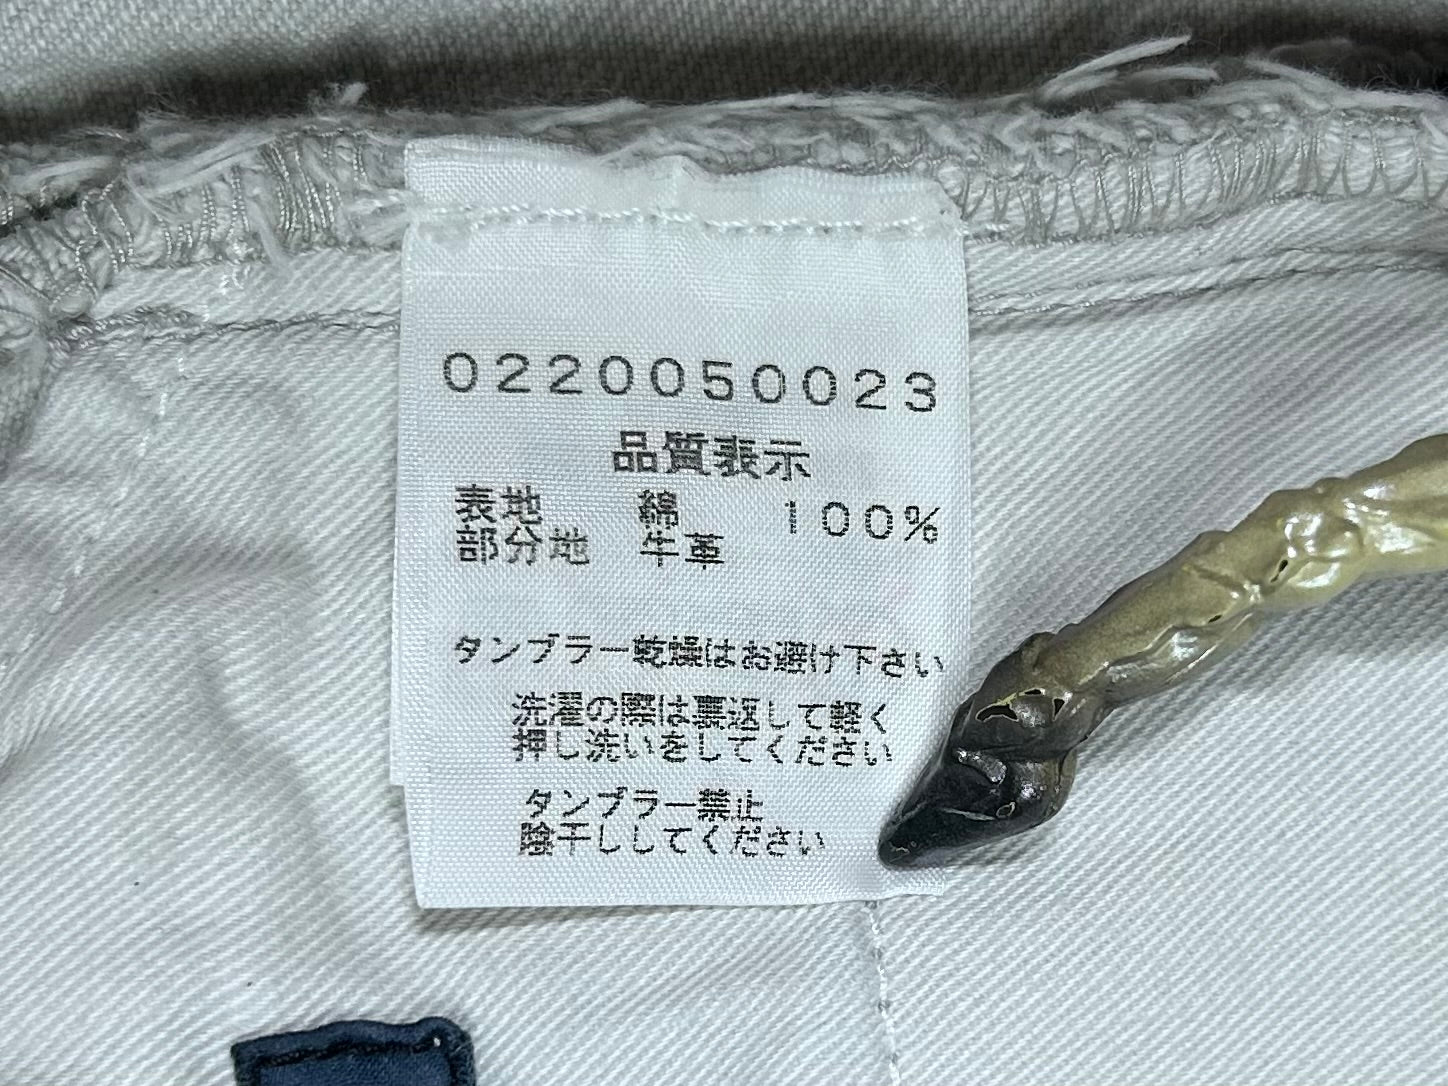 0220050023
品質表示
表地 綿 100%
部分地 牛革
タンブラー乾燥はお避け下さい
洗濯の際は裏返して軽く
押し洗いをしてください
タンブラー禁止
陰干ししてください